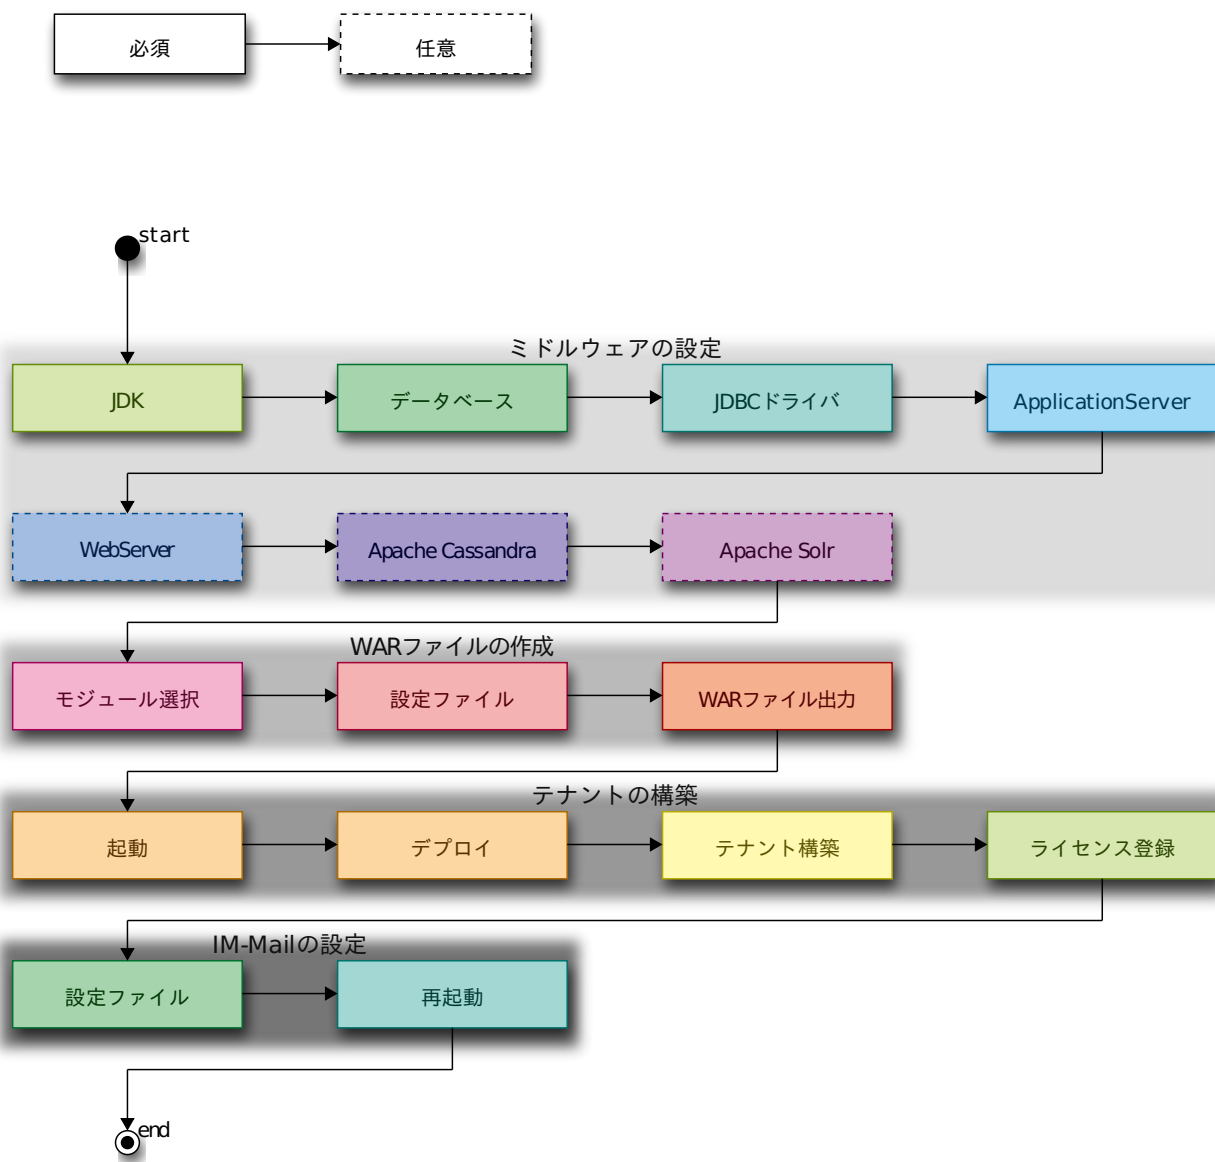 必須
任意
start
ミドルウェアの設定
JDK
データベース
JDBCドライバ
ApplicationServer
WebServer
Apache Cassandra
Apache Solr
WARファイルの作成
モジュール選択
設定ファイル
WARファイル出力
テナントの構築
起動
デプロイ
テナント構築
ライセンス登録
IM-Mailの設定
設定ファイル
再起動
end